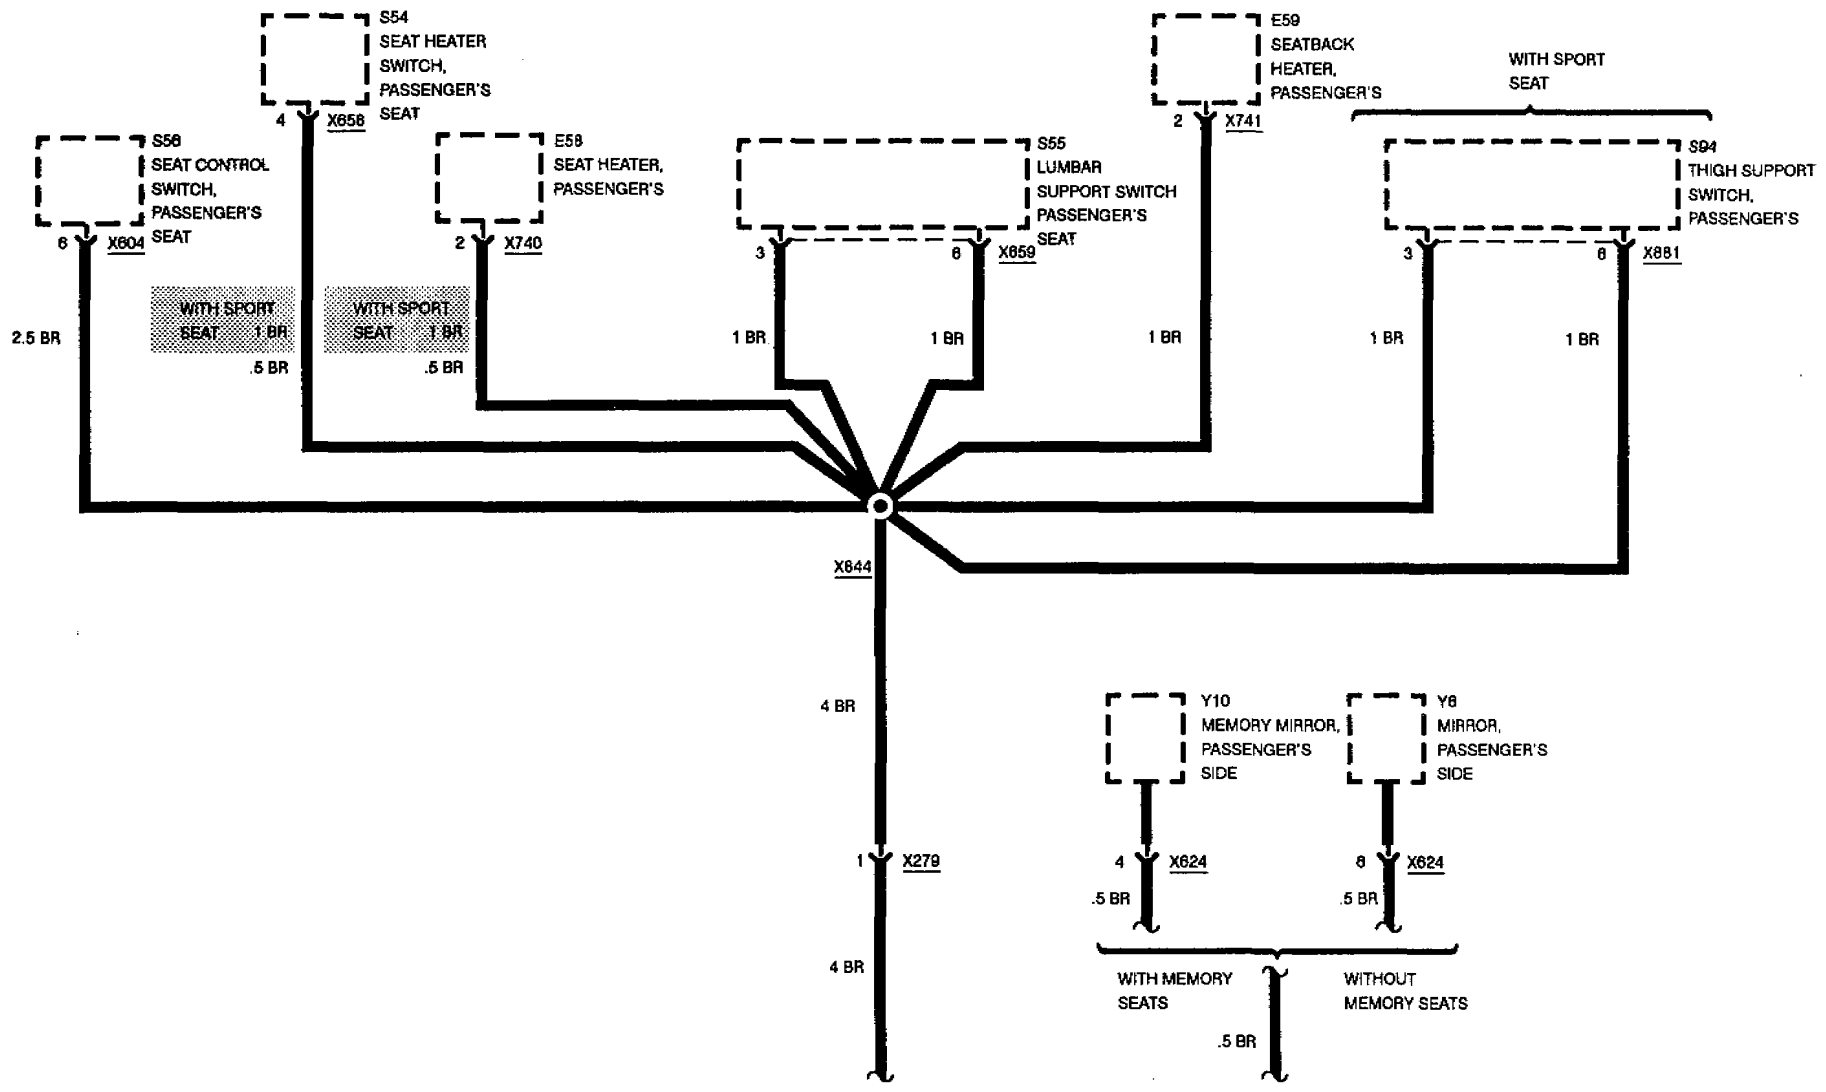 S54
SEAT HEATER
SWITCH,
PASSENGER'S
SEAT
4
X658
E59
SEATBACK
HEATER,
PASSENGER'S
2
X741
WITH SPORT
SEAT
S56
SEAT CONTROL
SWITCH,
PASSENGER'S
SEAT
6
X604
E58
SEAT HEATER,
PASSENGER'S
2
X740
S55
LUMBAR
SUPPORT SWITCH
PASSENGER'S
SEAT
3
6
X659
S94
THIGH SUPPORT
SWITCH,
PASSENGER'S
3
6
X881
2.5 BR
WITH SPORT
SEAT 1 BR
.5 BR
WITH SPORT
SEAT 1 BR
.5 BR
1 BR
1 BR
1 BR
1 BR
1 BR
X644
4 BR
1
X279
4 BR
Y10
MEMORY MIRROR,
PASSENGER'S
SIDE
4
X624
.5 BR
MIRROR,
PASSENGER'S
SIDE
X624
.5 BR
WITH MEMORY
SEATS
WITHOUT
MEMORY SEATS
.5 BR